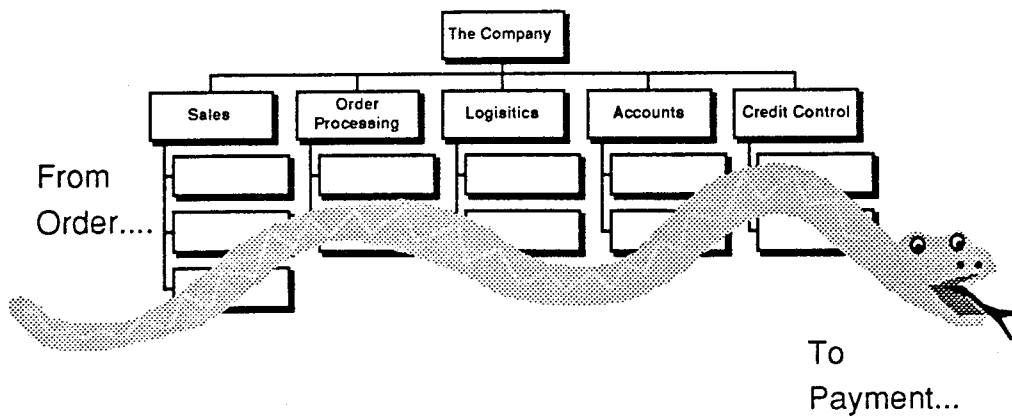 The Company
Sales
Order
Processing
Logisitics
Accounts
Credit Control
From
Order....
To
Payment...